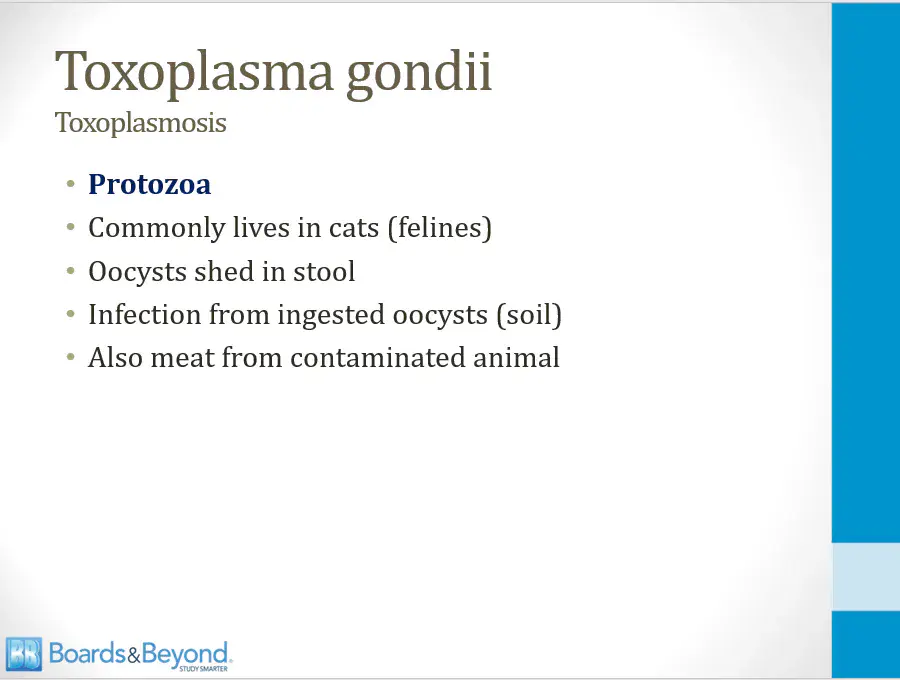 Toxoplasma gondii
Toxoplasmosis
• Protozoa
• Commonly lives in cats (felines)
• Oocysts shed in stool
• Infection from ingested oocysts (soil)
• Also meat from contaminated animal
BB Boards&Beyond.
STUDY SMARTER